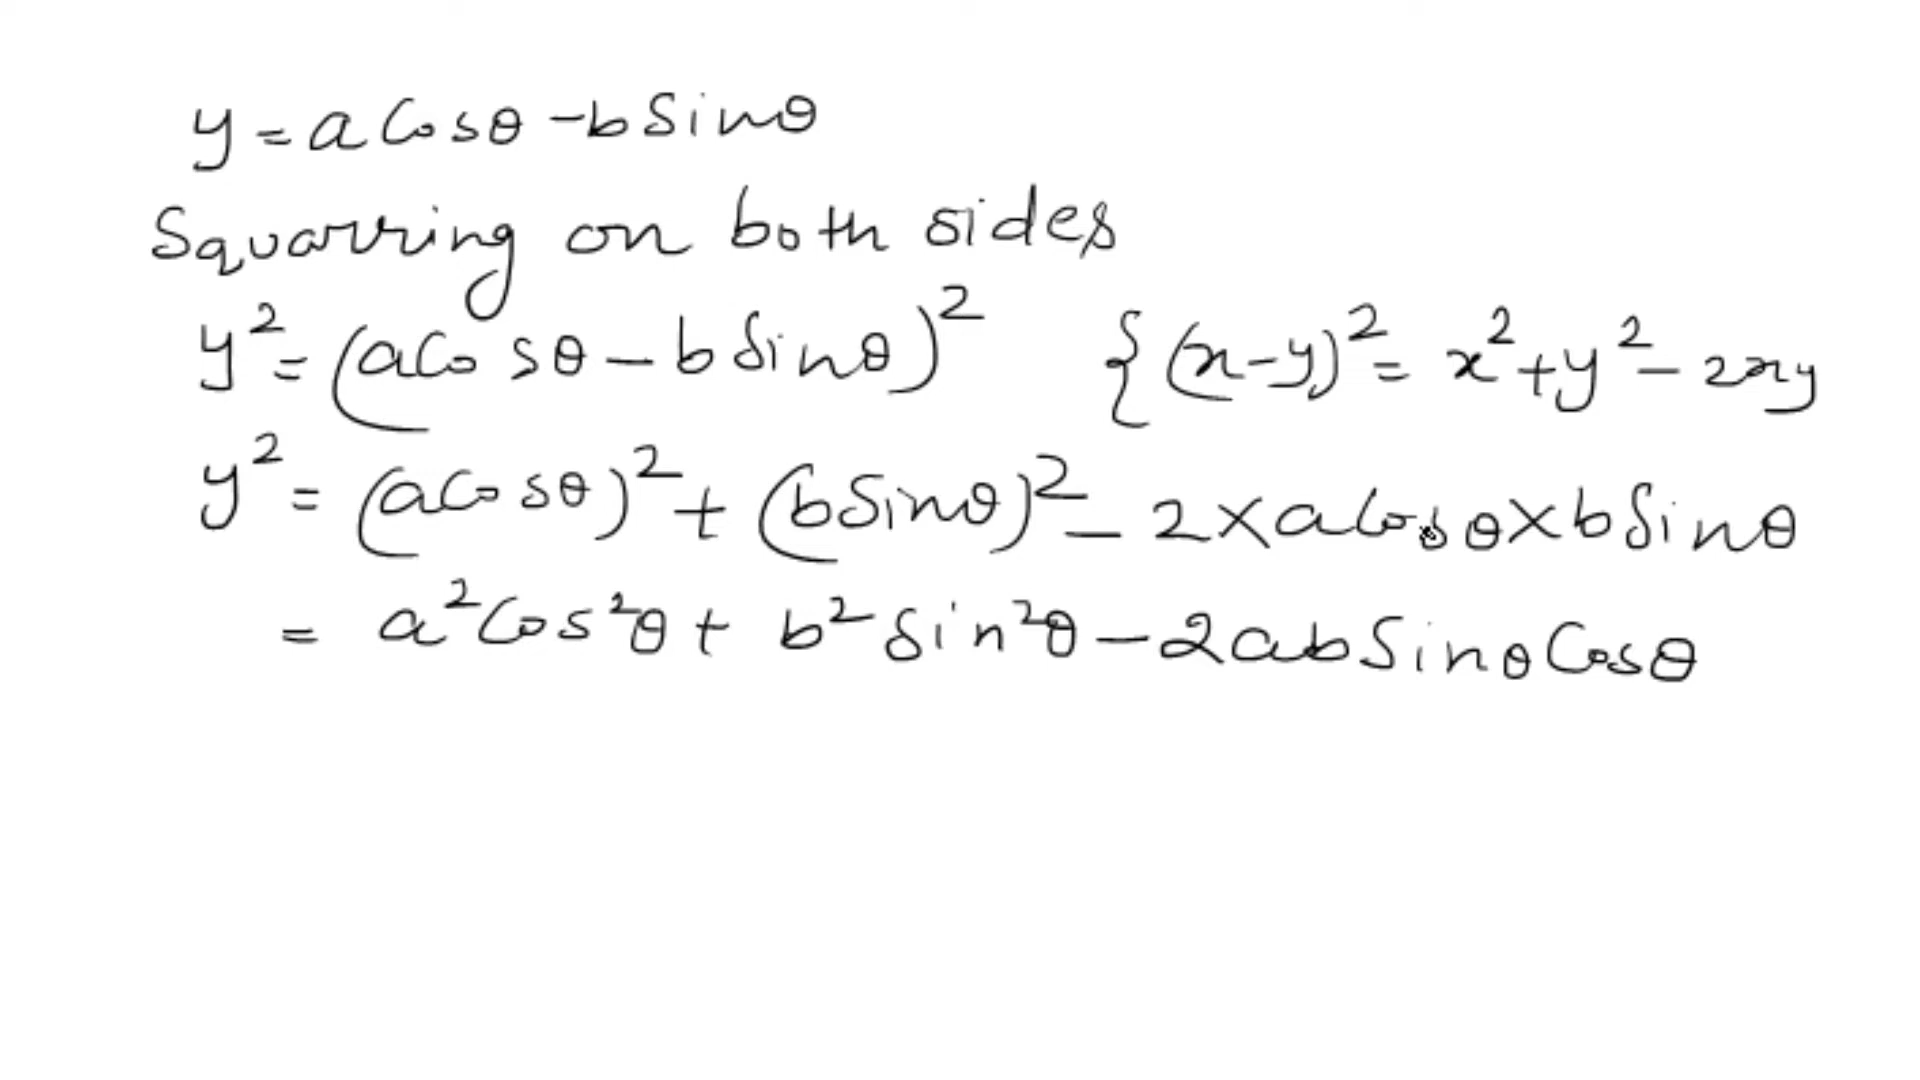 y = a Cosθ - b Sinθ
Squarring on both sides
y² = (a Cosθ - b Sinθ)² {(x-y)² = x² + y² - 2xy
y² = (a Cosθ)² + (b Sinθ)² - 2 × a Cosθ × b Sinθ
= a² Cos²θ + b² Sin²θ - 2ab Sinθ Cosθ